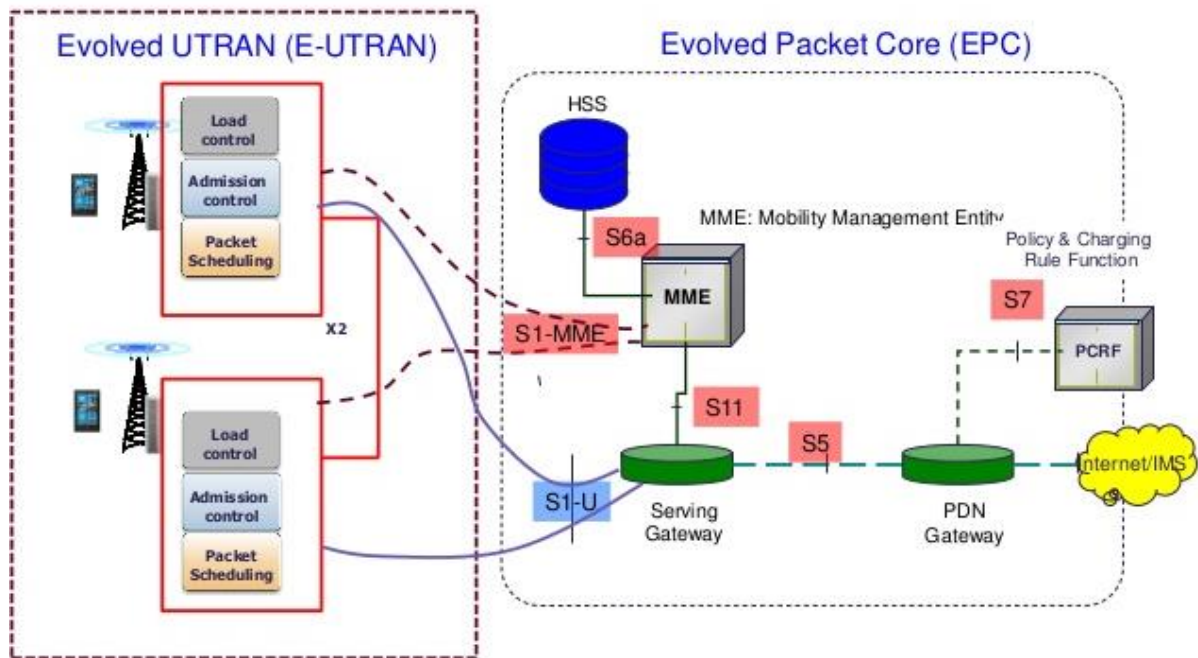 Evolved UTRAN (E-UTRAN)
Load
control
Admission
control
Packet
Scheduling
X2
Load
control
Admission
control
Packet
Scheduling
Evolved Packet Core (EPC)
HSS
S6a
MME: Mobility Management Entity
MME
S1-MME
S11
S1-U
Serving
Gateway
S5
PDN
Gateway
Policy & Charging
Rule Function
S7
PCRF
Internet/IMS